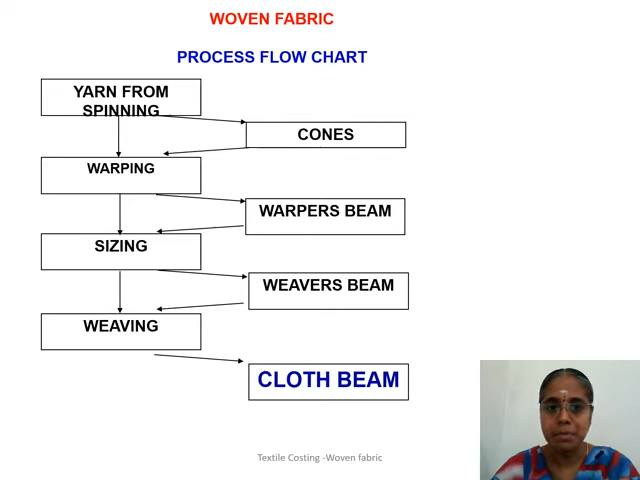 WOVEN FABRIC
PROCESS FLOW CHART
YARN FROM
SPINNING
CONES
WARPING
WARPERS BEAM
SIZING
WEAVERS BEAM
WEAVING
CLOTH BEAM
Textile Costing -Woven fabric